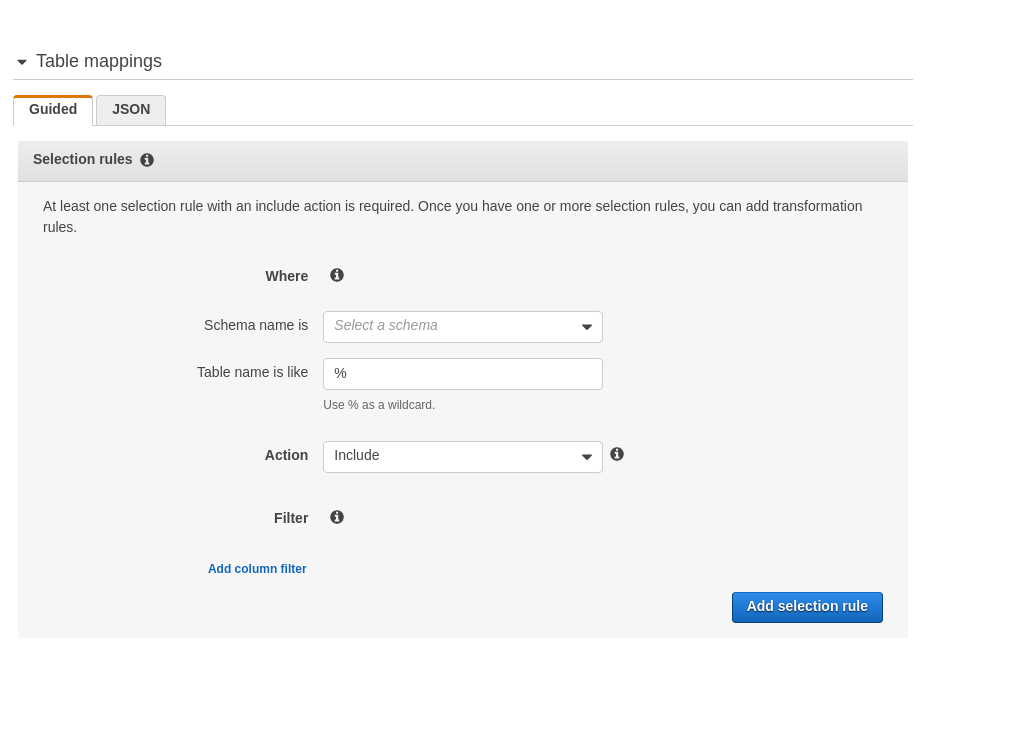 Table mappings
Guided JSON
Selection rules
At least one selection rule with an include action is required. Once you have one or more selection rules, you can add transformation
rules.
Where
Schema name is Select a schema
Table name is like %
Use % as a wildcard.
Action Include
Filter
Add column filter
Add selection rule